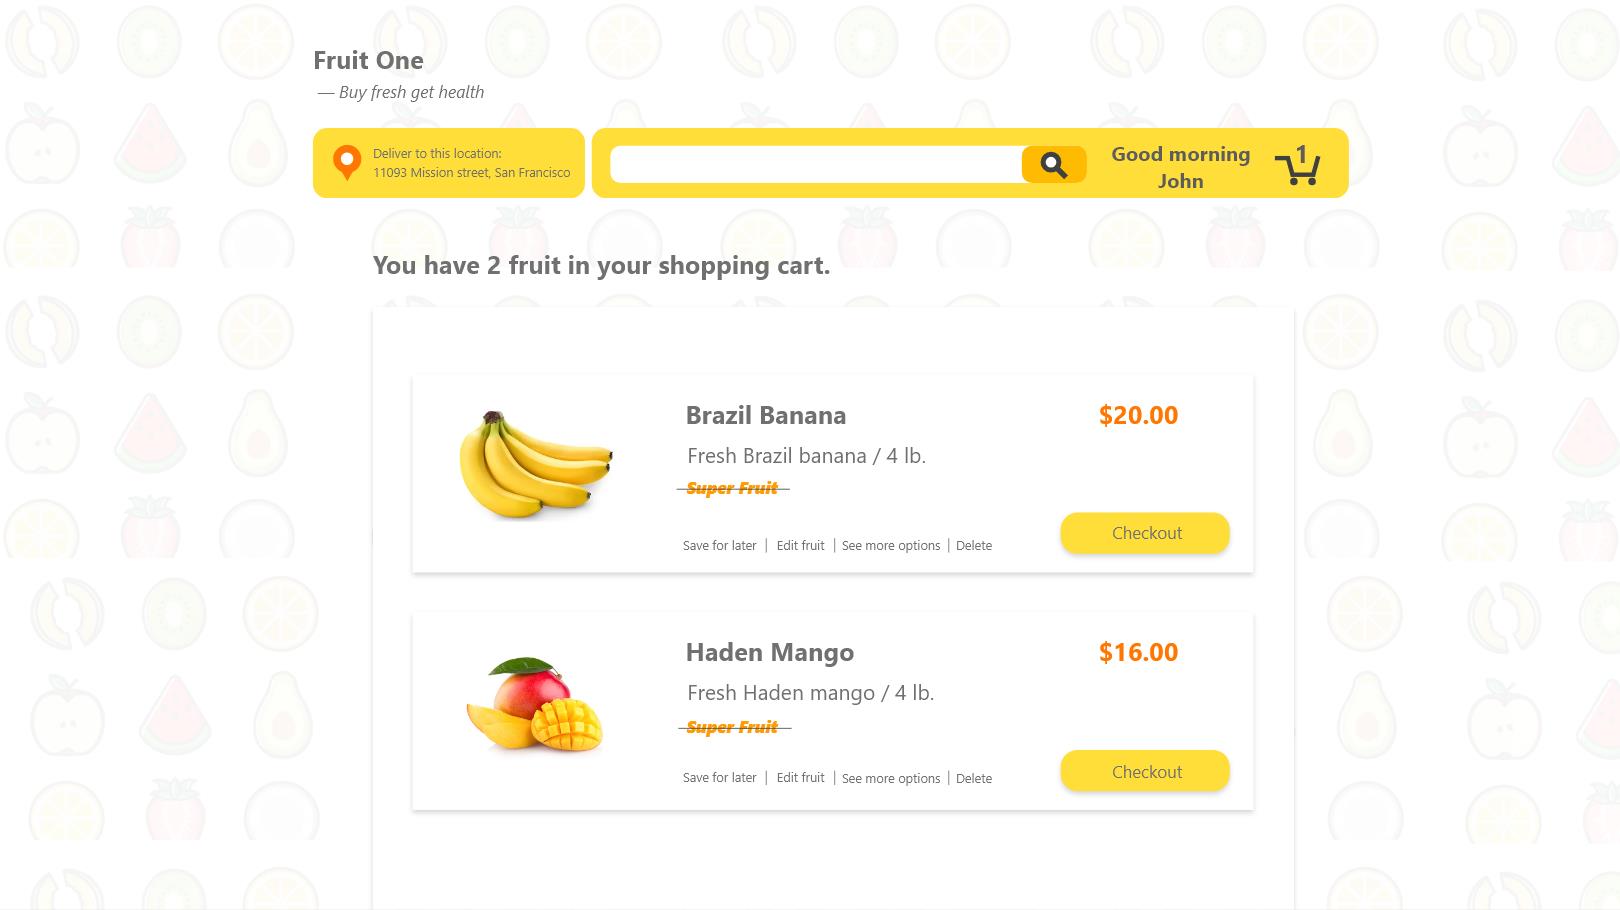 Fruit One
— Buy fresh get health
Deliver to this location:
11093 Mission street, San Francisco
Good morning
John
1
You have 2 fruit in your shopping cart.
Brazil Banana
$20.00
Fresh Brazil banana / 4 lb.
Super Fruit
Save for later | Edit fruit | See more options | Delete
Checkout
Haden Mango
$16.00
Fresh Haden mango / 4 lb.
Super Fruit
Save for later | Edit fruit | See more options | Delete
Checkout